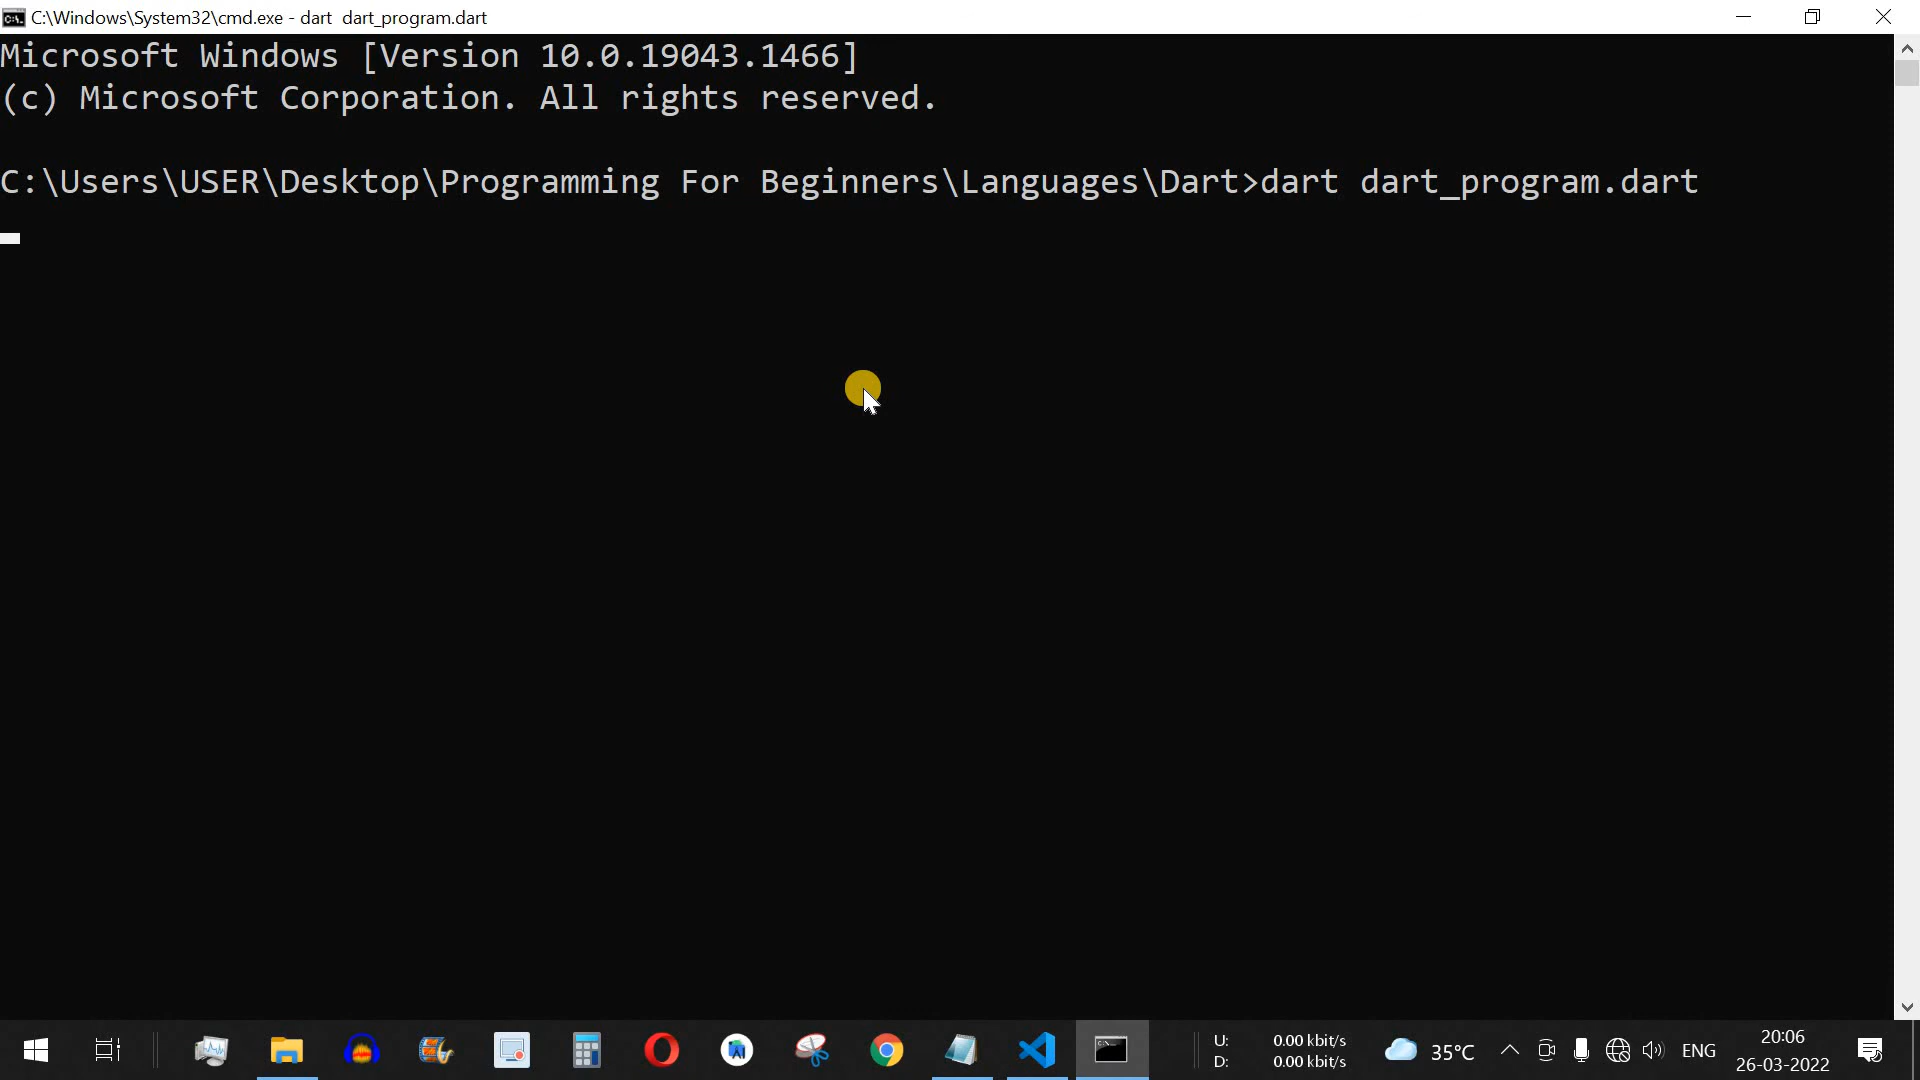 C:\Windows\System32\cmd.exe - dart  dart_program.dart
Microsoft Windows [Version 10.0.19043.1466]
(c) Microsoft Corporation. All rights reserved.
C:\Users\USER\Desktop\Programming For Beginners\Languages\Dart>dart dart_program.dart
U: 0.00 kbit/s
D: 0.00 kbit/s
35°C
ENG
20:06
26-03-2022